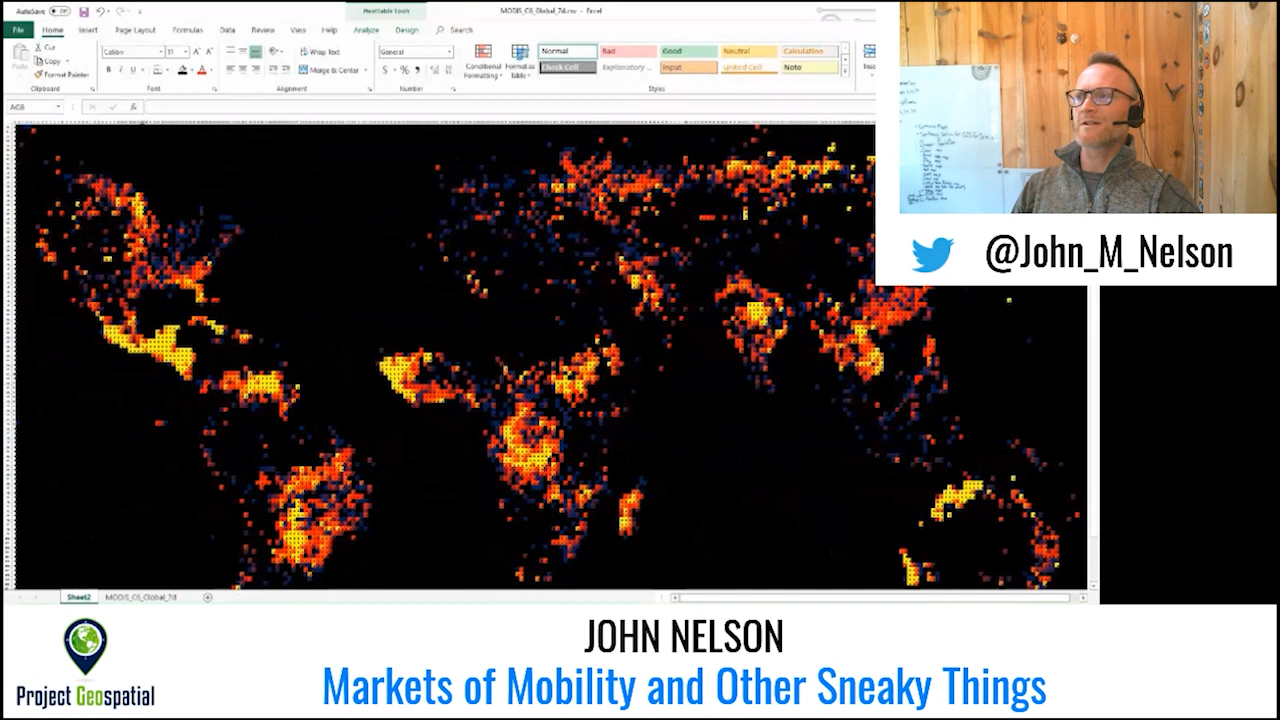 AutoSave Off
PivotTable Tools
MODIS_C6_Global_7d.csv - Excel
File Home Insert Page Layout Formulas Data Review View Help Analyze Design Search
Cut
Copy
Format Painter
Paste
Calibri 11
B I U
Wrap Text
Merge & Center
General
$ % ,
Conditional Formatting
Format as Table
Normal Bad Good Neutral Calculation
Check Cell Explanatory ... Input Linked Cell Note
Clipboard Font Alignment Number Styles
AG8
fx
@John_M_Nelson
Sheet2 MODIS_C6_Global_7d
JOHN NELSON
Markets of Mobility and Other Sneaky Things
Project Geospatial